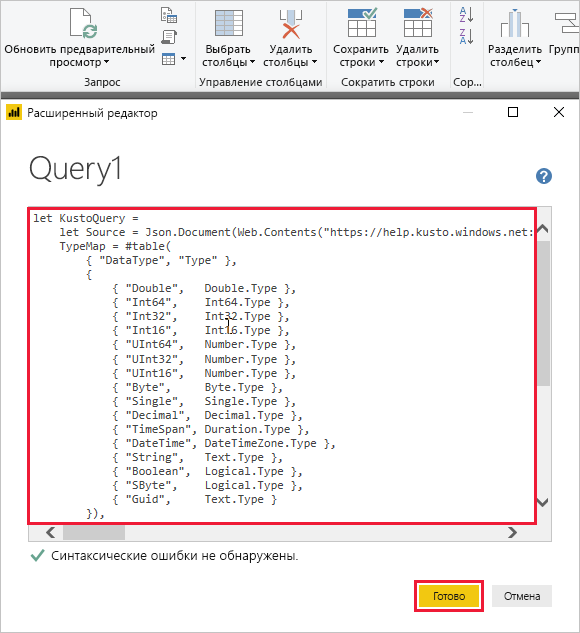 Обновить предварительный просмотр
Выбрать столбцы
Удалить столбцы
Сохранить строки
Удалить строки
A
Z
Z
A
Разделить столбец
Групп
Запрос
Управление столбцами
Сократить строки
Сор...
Расширенный редактор
Query1
?
let KustoQuery =
let Source = Json.Document(Web.Contents("https://help.kusto.windows.net:
TypeMap = #table(
{ "DataType", "Type" },
{
{ "Double", Double.Type },
{ "Int64", Int64.Type },
{ "Int32", Int32.Type },
{ "Int16", Int16.Type },
{ "UInt64", Number.Type },
{ "UInt32", Number.Type },
{ "UInt16", Number.Type },
{ "Byte", Byte.Type },
{ "Single", Single.Type },
{ "Decimal", Decimal.Type },
{ "TimeSpan", Duration.Type },
{ "DateTime", DateTimeZone.Type },
{ "String", Text.Type },
{ "Boolean", Logical.Type },
{ "SByte", Logical.Type },
{ "Guid", Text.Type }
}),
Синтаксические ошибки не обнаружены.
Готово
Отмена